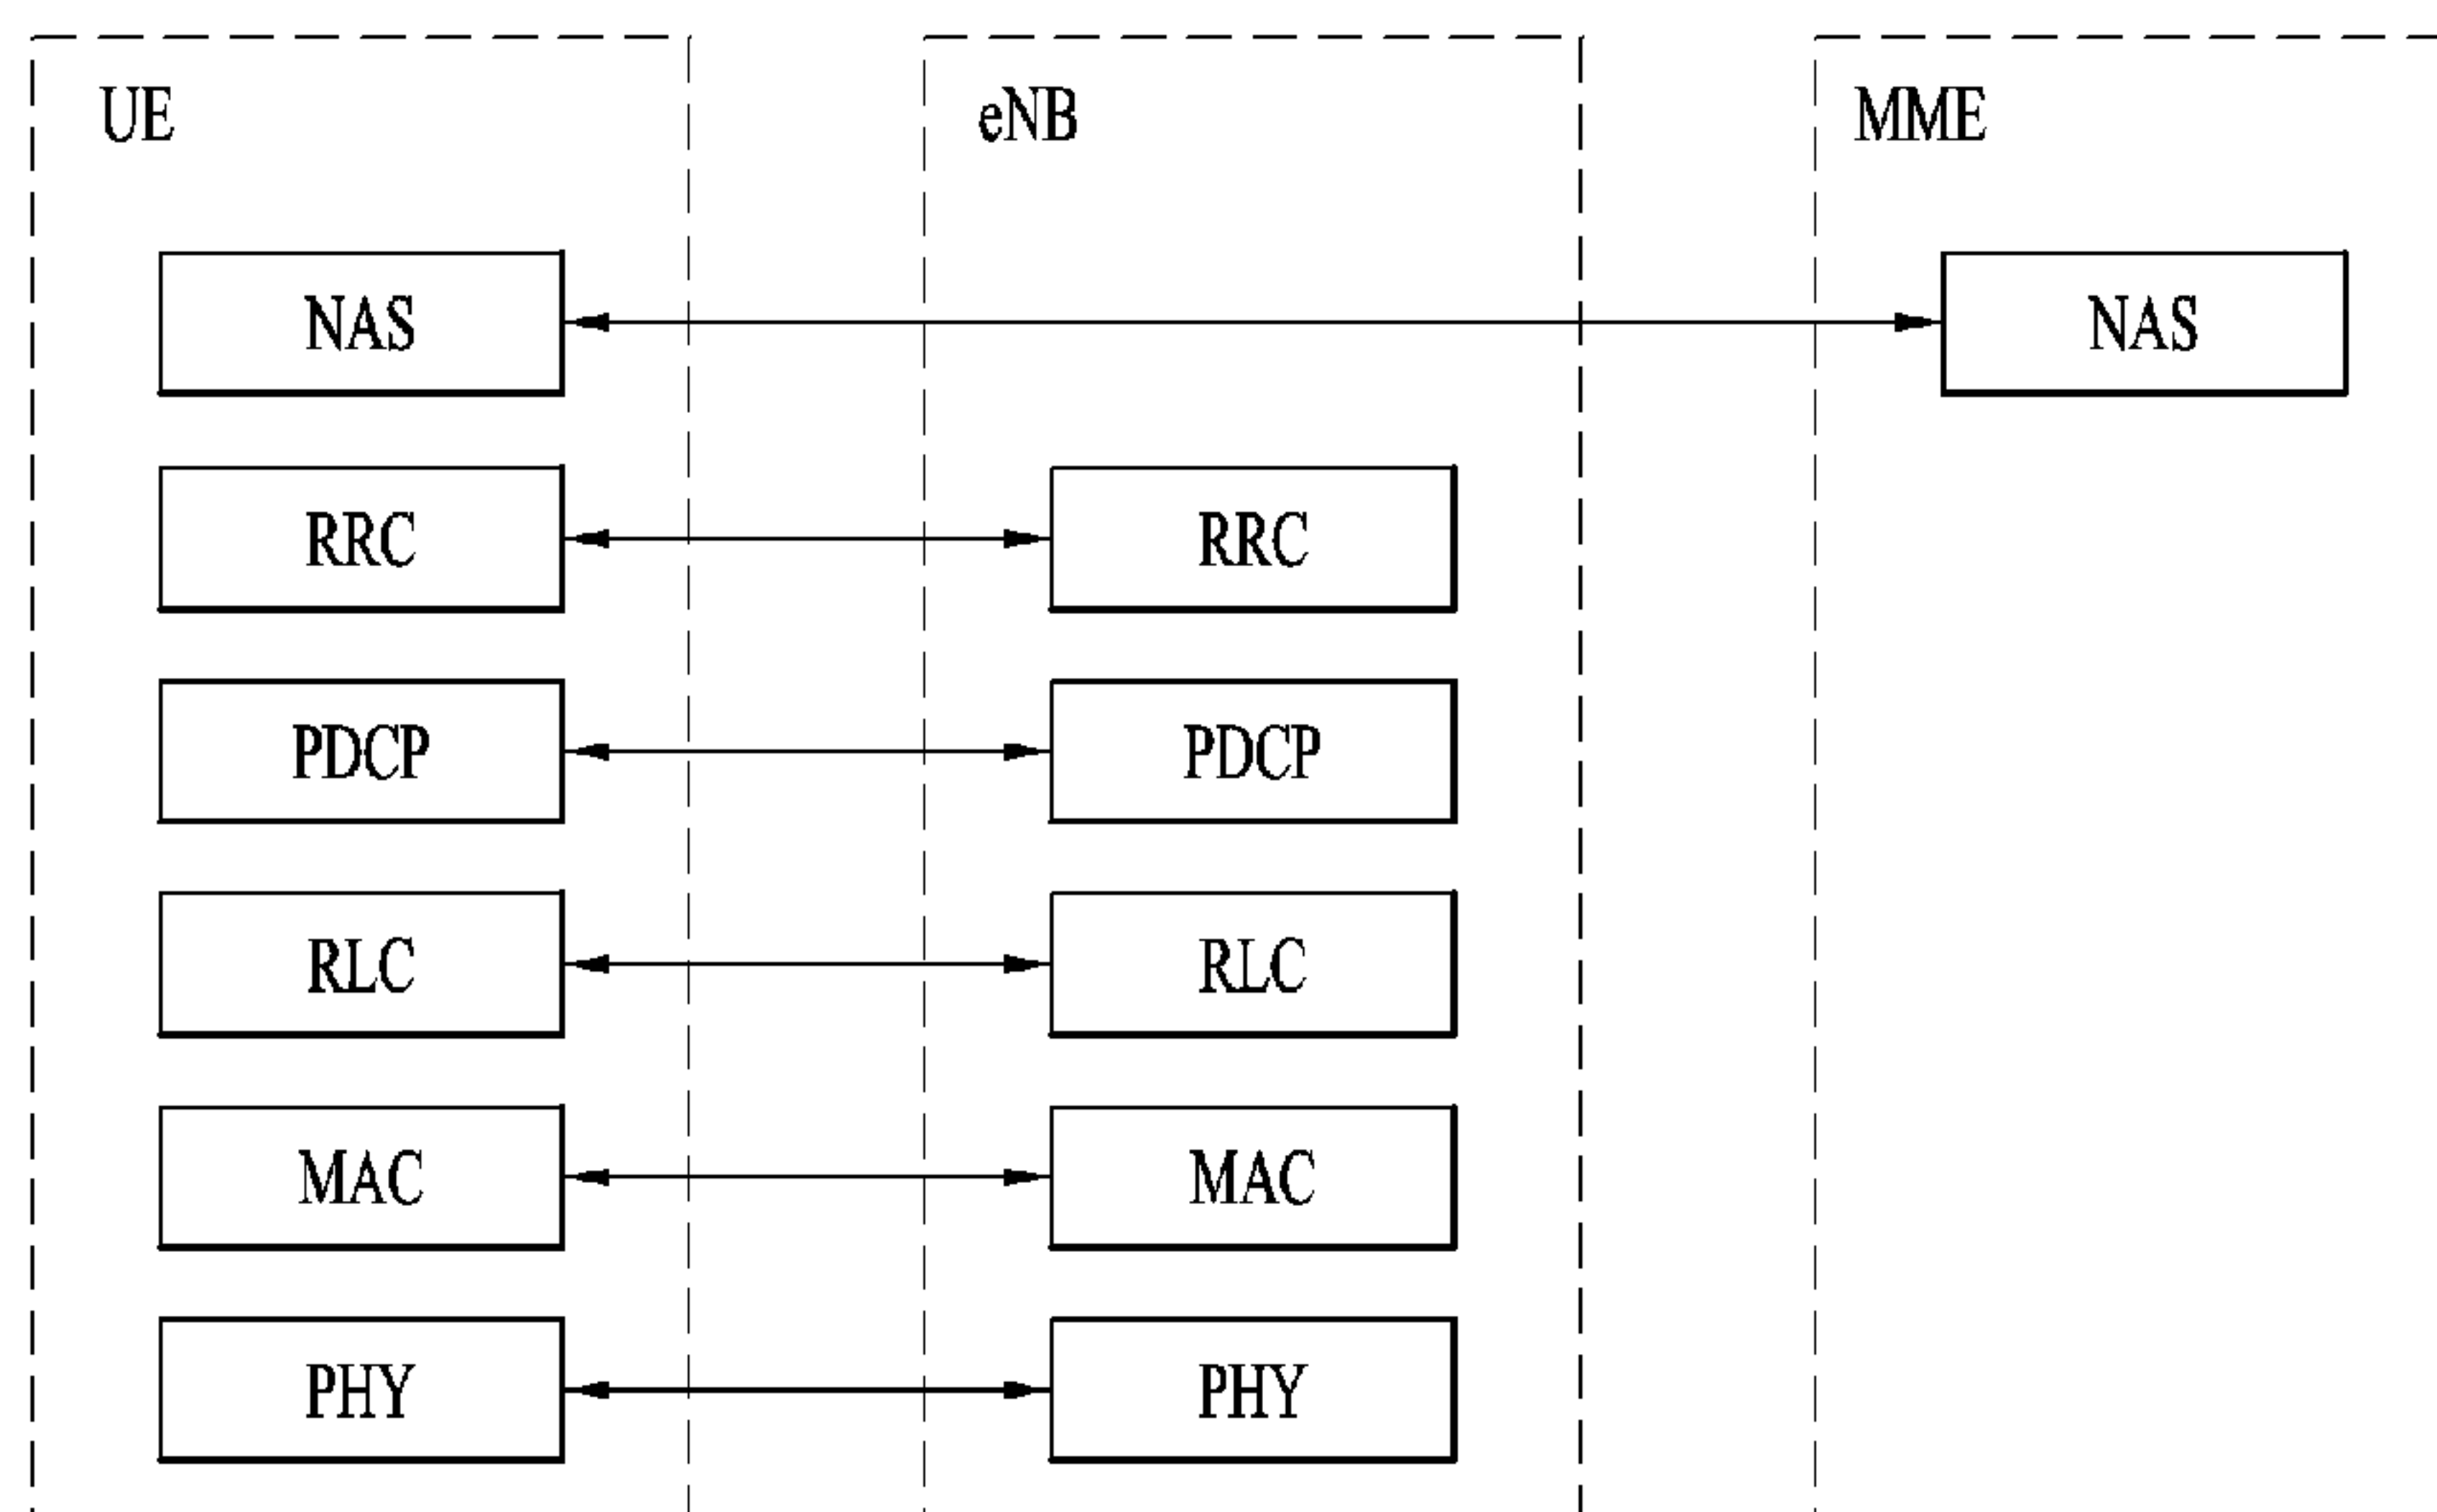 UE eNB MME
NAS NAS
RRC RRC
PDCP PDCP
RLC RLC
MAC MAC
PHY PHY